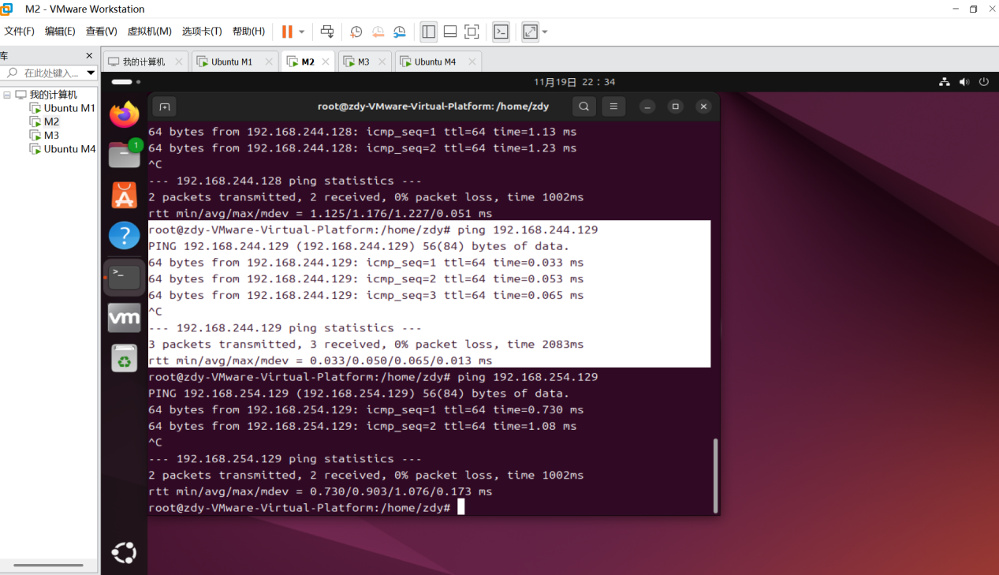 M2 - VMware Workstation
文件(F) 编辑(E) 查看(V) 虚拟机(M) 选项卡(T) 帮助(H)
库
在此处键入...
我的计算机
Ubuntu M1
M2
M3
Ubuntu M4
我的计算机 Ubuntu M1 M2 M3 Ubuntu M4
11月19日 22：34
root@zdy-VMware-Virtual-Platform: /home/zdy
1
vm
64 bytes from 192.168.244.128: icmp_seq=1 ttl=64 time=1.13 ms
64 bytes from 192.168.244.128: icmp_seq=2 ttl=64 time=1.23 ms
^C
--- 192.168.244.128 ping statistics ---
2 packets transmitted, 2 received, 0% packet loss, time 1002ms
rtt min/avg/max/mdev = 1.125/1.176/1.227/0.051 ms
root@zdy-VMware-Virtual-Platform:/home/zdy# ping 192.168.244.129
PING 192.168.244.129 (192.168.244.129) 56(84) bytes of data.
64 bytes from 192.168.244.129: icmp_seq=1 ttl=64 time=0.033 ms
64 bytes from 192.168.244.129: icmp_seq=2 ttl=64 time=0.053 ms
64 bytes from 192.168.244.129: icmp_seq=3 ttl=64 time=0.065 ms
^C
--- 192.168.244.129 ping statistics ---
3 packets transmitted, 3 received, 0% packet loss, time 2083ms
rtt min/avg/max/mdev = 0.033/0.050/0.065/0.013 ms
root@zdy-VMware-Virtual-Platform:/home/zdy# ping 192.168.254.129
PING 192.168.254.129 (192.168.254.129) 56(84) bytes of data.
64 bytes from 192.168.254.129: icmp_seq=1 ttl=64 time=0.730 ms
64 bytes from 192.168.254.129: icmp_seq=2 ttl=64 time=1.08 ms
^C
--- 192.168.254.129 ping statistics ---
2 packets transmitted, 2 received, 0% packet loss, time 1002ms
rtt min/avg/max/mdev = 0.730/0.903/1.076/0.173 ms
root@zdy-VMware-Virtual-Platform:/home/zdy#